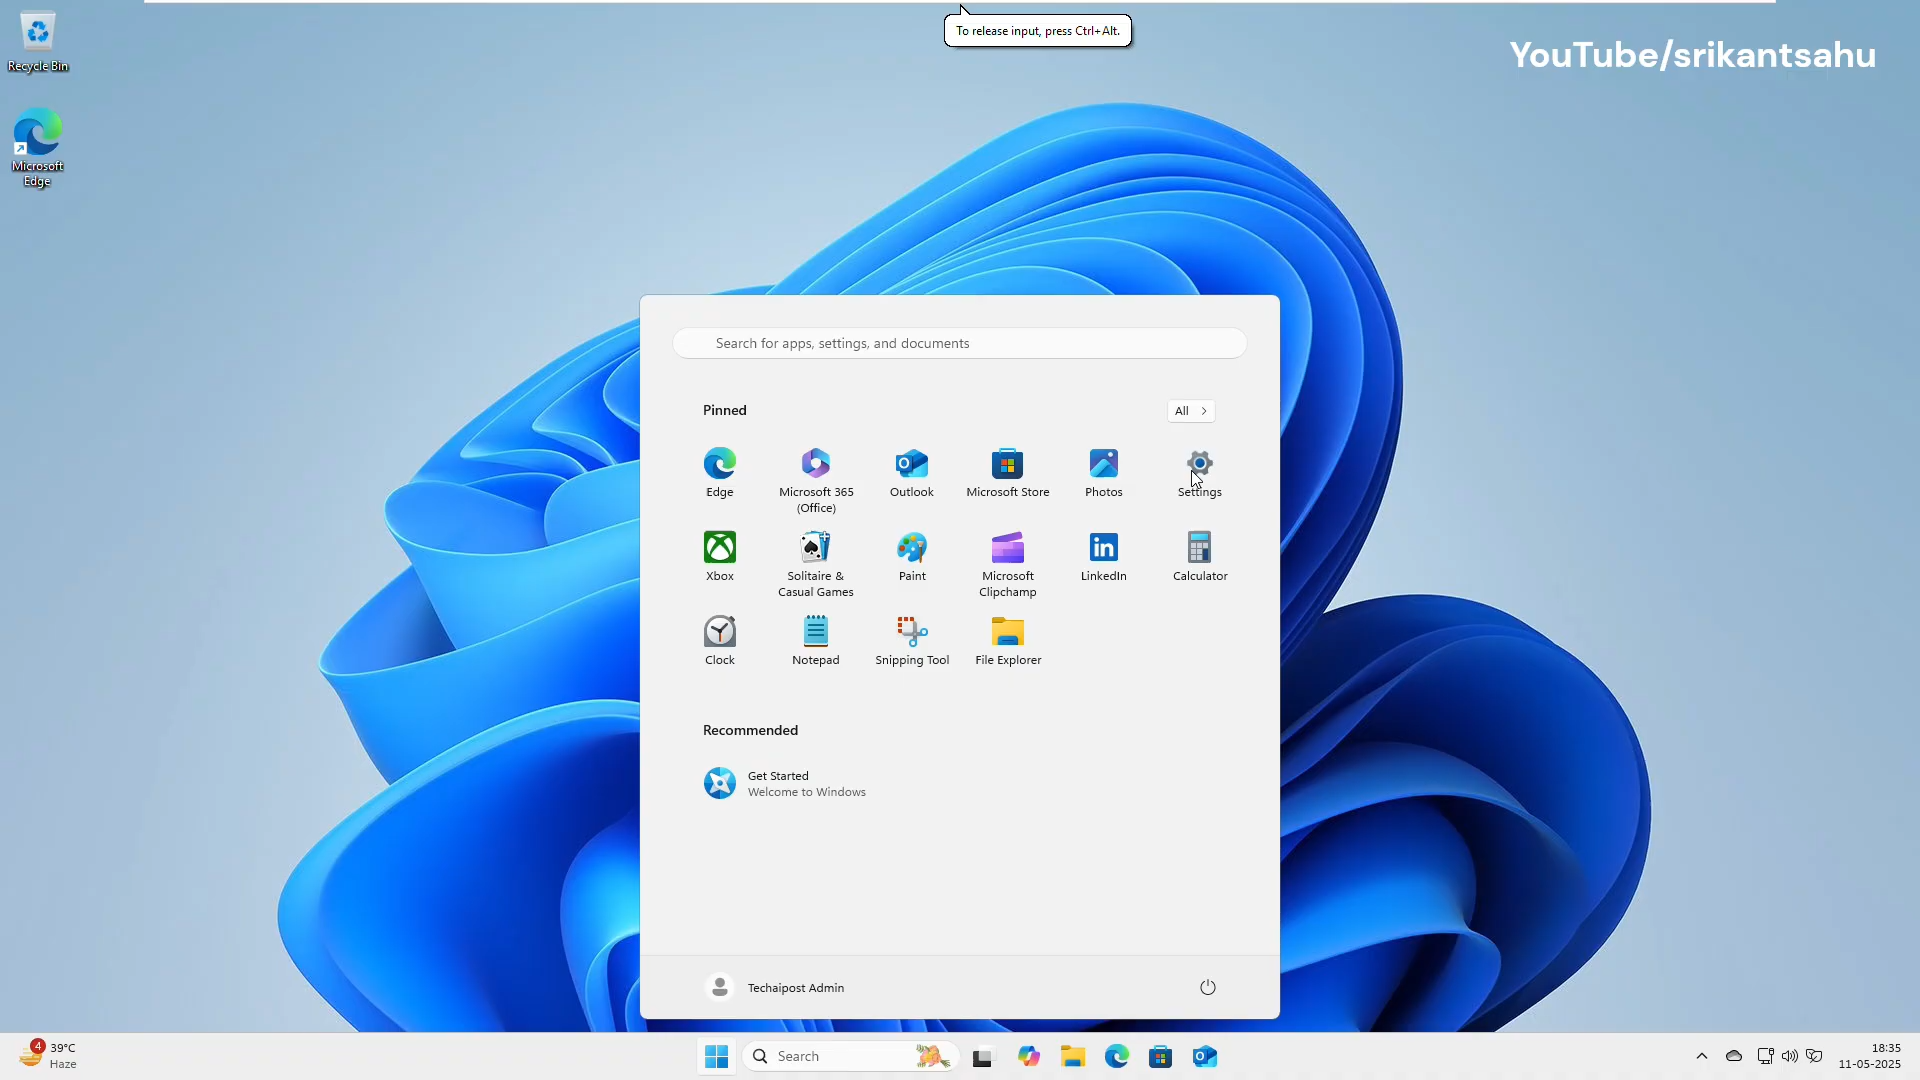 To release input, press Ctrl+Alt.
YouTube/srikantsahu
Recycle Bin
Microsoft
Edge
Search for apps, settings, and documents
Pinned
All
Edge
Microsoft 365
(Office)
Outlook
Microsoft Store
Photos
Settings
Xbox
Solitaire &
Casual Games
Paint
Microsoft
Clipchamp
LinkedIn
Calculator
Clock
Notepad
Snipping Tool
File Explorer
Recommended
Get Started
Welcome to Windows
Techaipost Admin
4
39°C
Haze
Search
18:35
11-05-2025